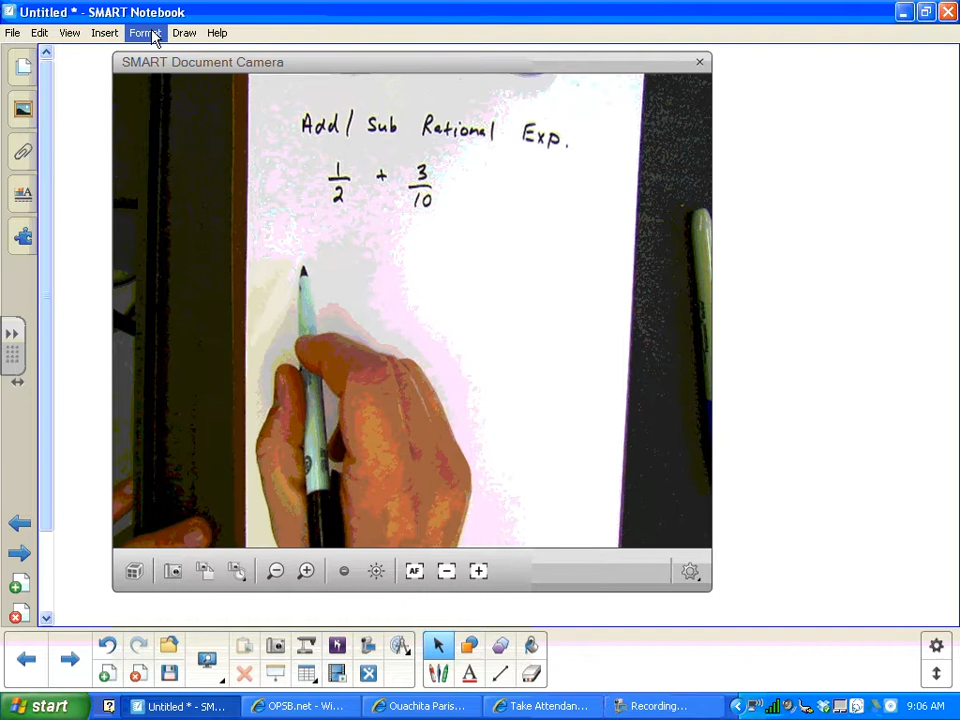 Untitled * - SMART Notebook
File Edit View Insert Format Draw Help
SMART Document Camera
Add/ Sub Rational Exp.
1/2 + 3/10
AF
start
Untitled * - SM...
OPSB.net - Wi...
Ouachita Paris...
Take Attendan...
Recording...
9:06 AM